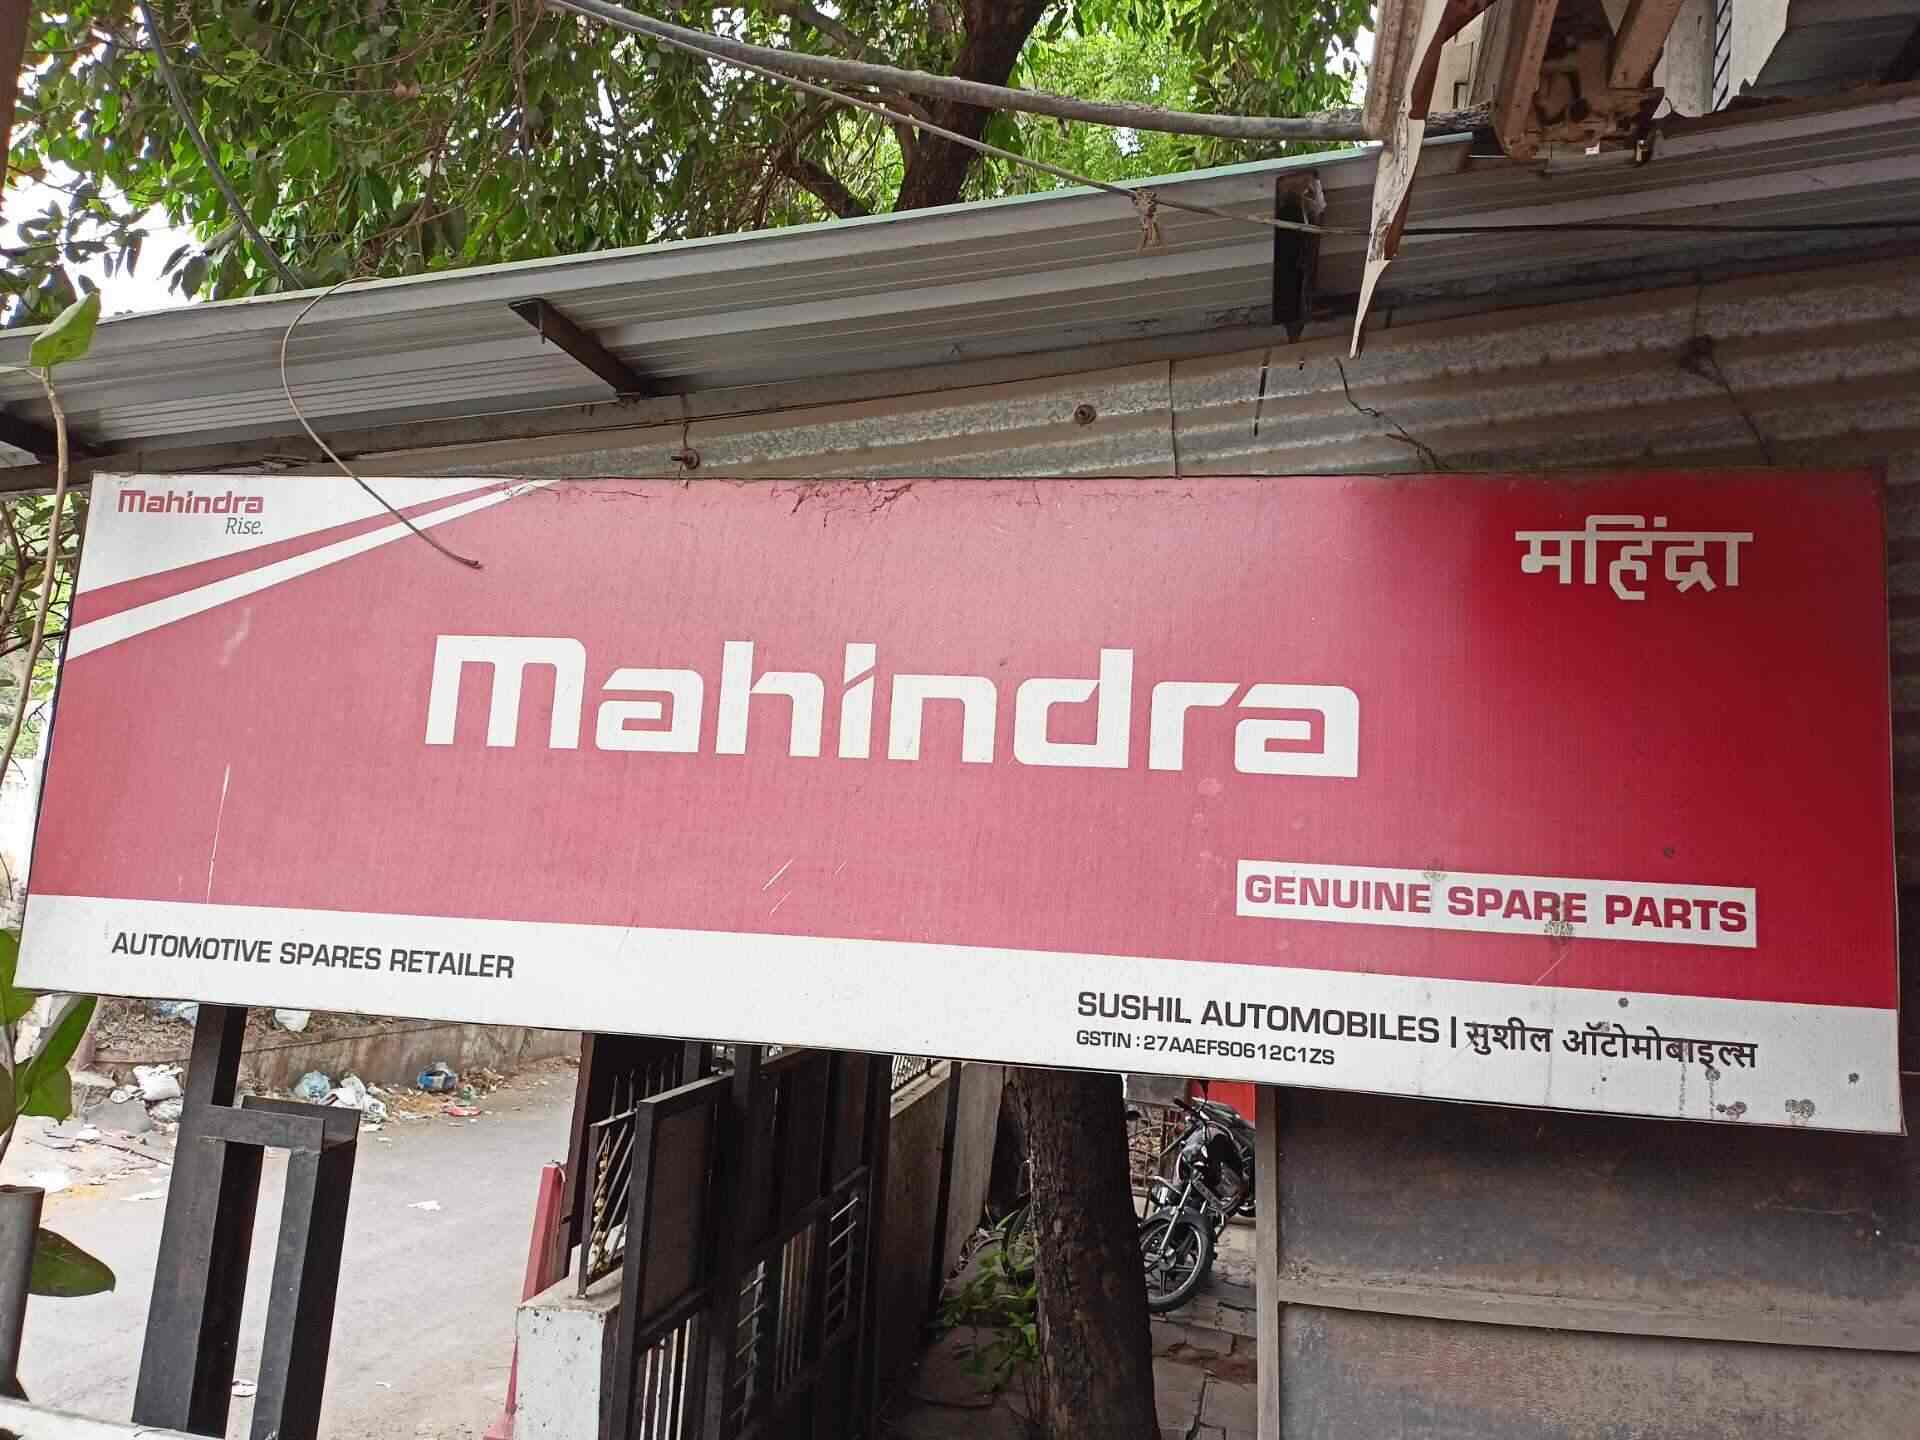 Mahindra
Rise.
महिंद्रा
Mahindra
GENUINE SPARE PARTS
AUTOMOTIVE SPARES RETAILER
SUSHIL AUTOMOBILES | सुशील ऑटोमोबाइल्स
GSTIN : 27AAEFS0612C1ZS